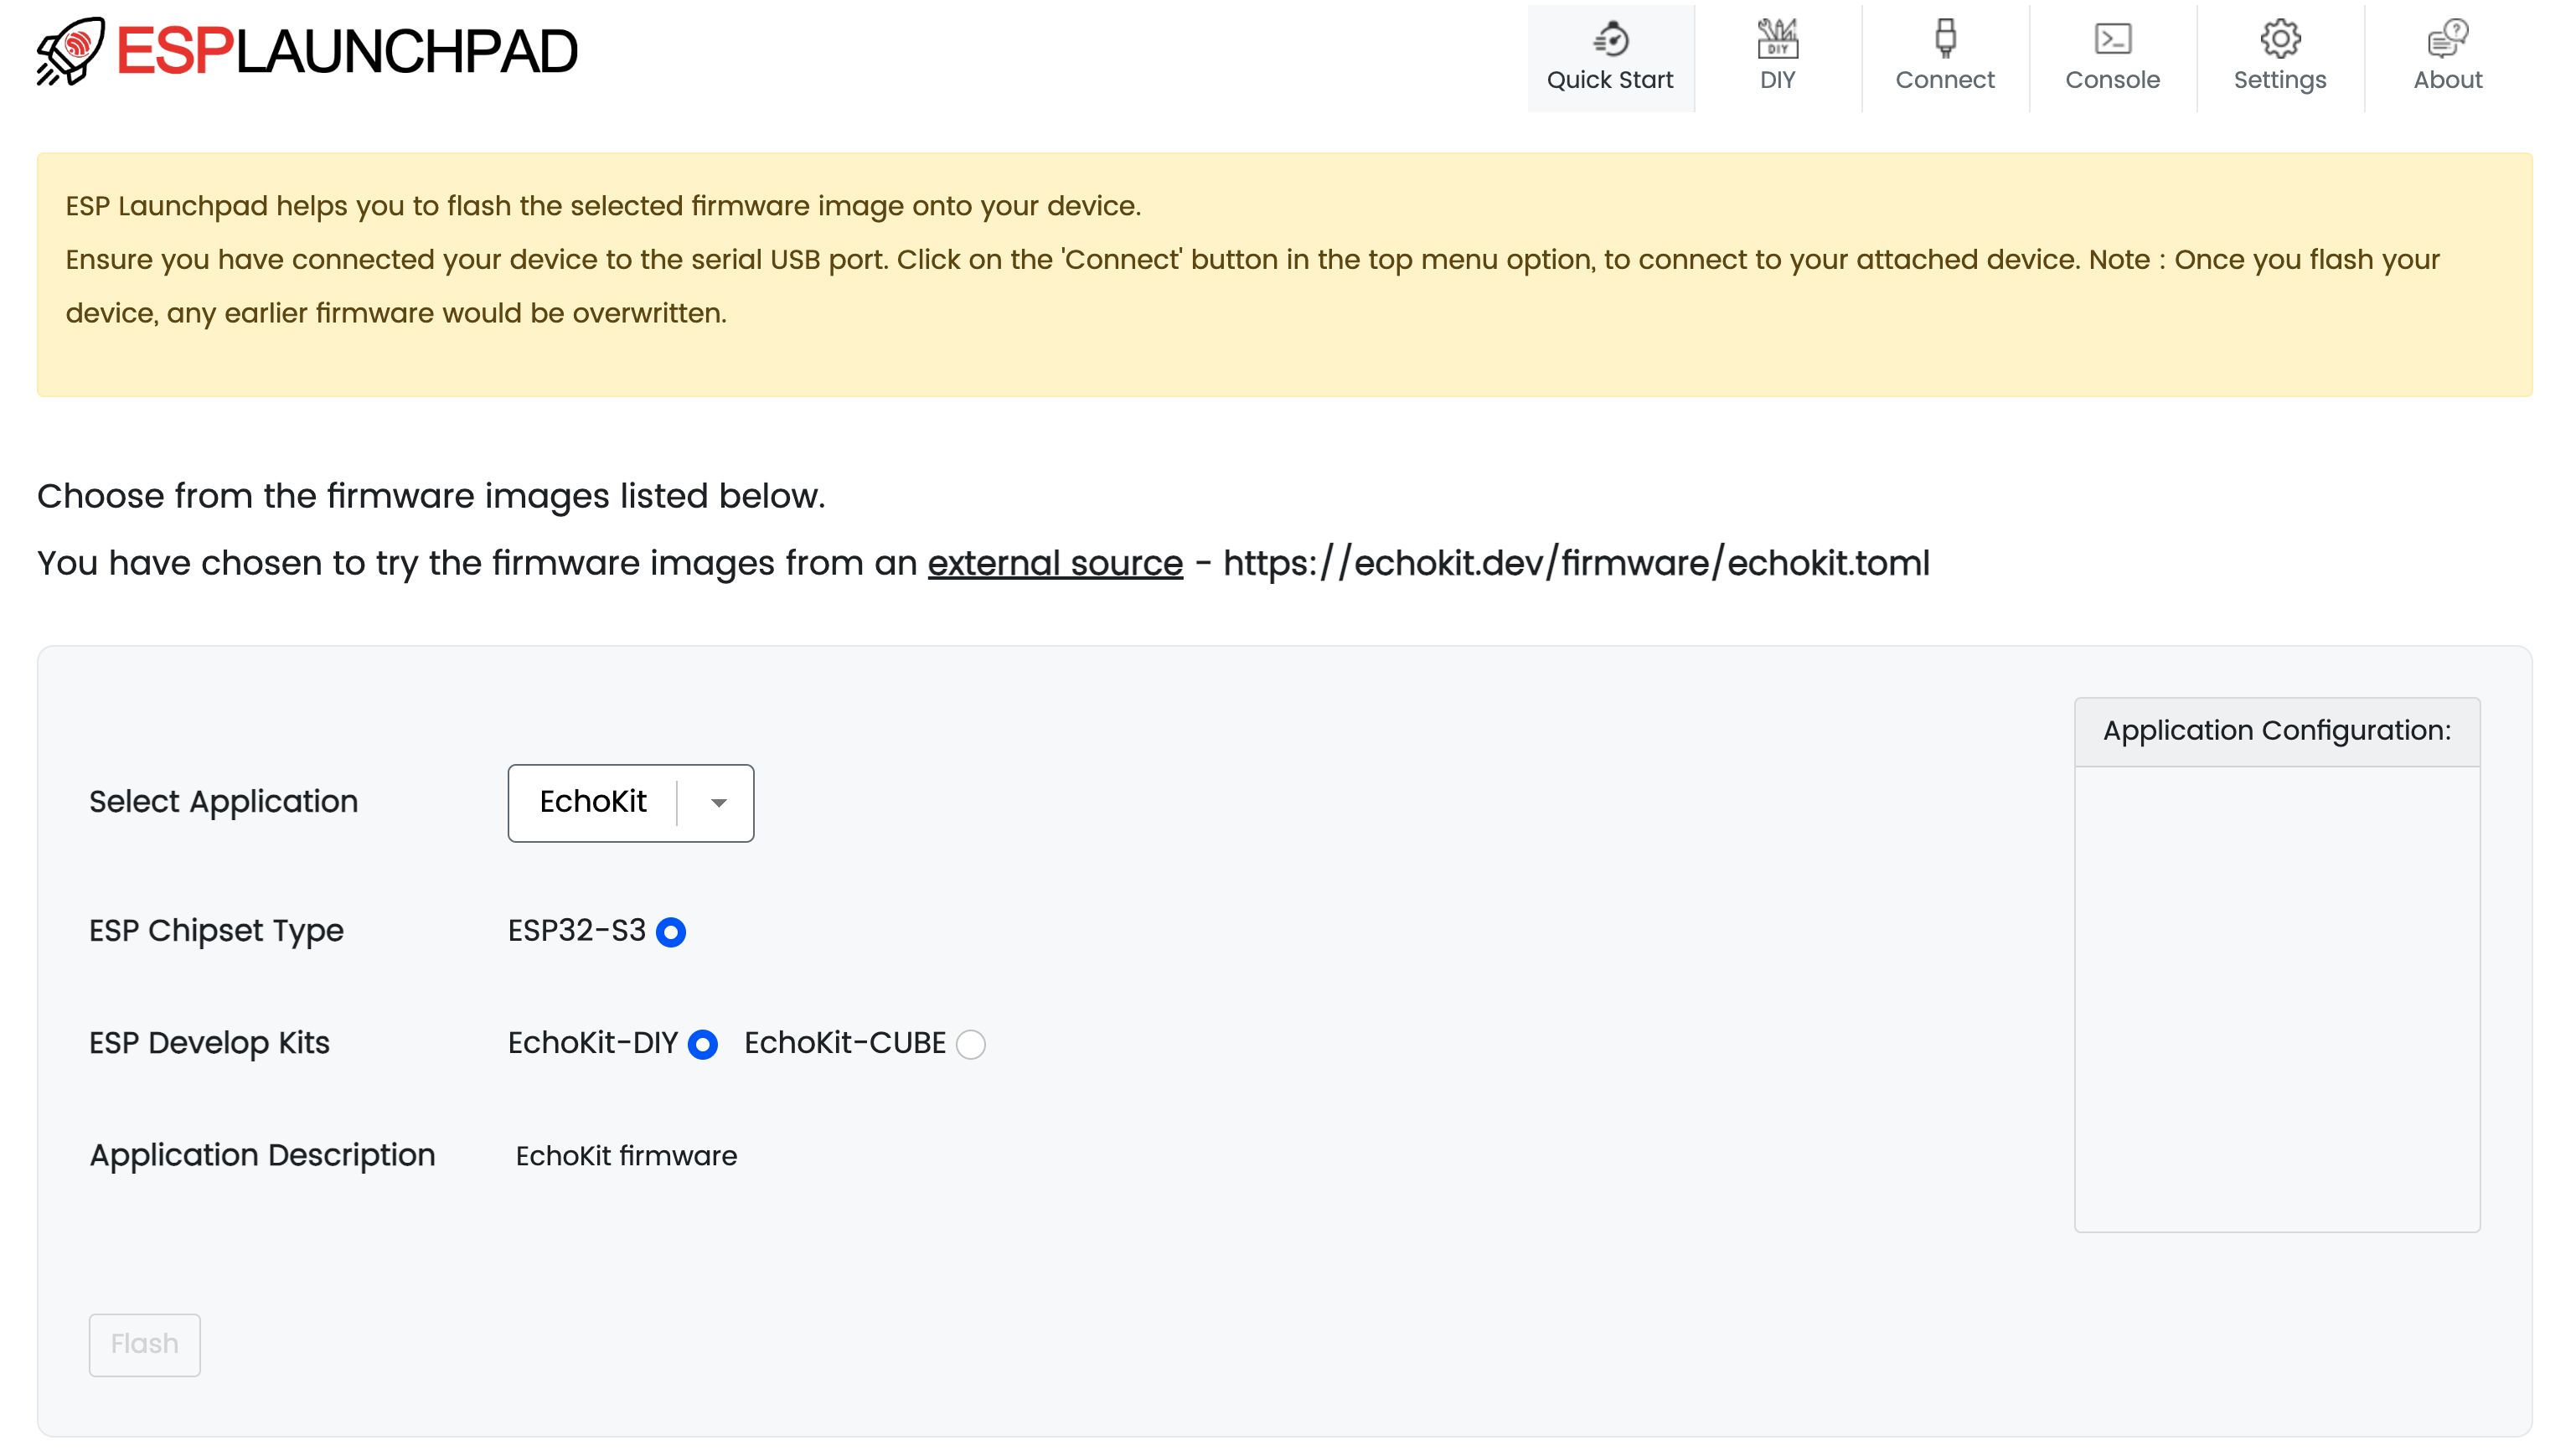 ESPLAUNCHPAD
Quick Start
DIY
DIY
Connect
Console
Settings
About
ESP Launchpad helps you to flash the selected firmware image onto your device.
Ensure you have connected your device to the serial USB port. Click on the 'Connect' button in the top menu option, to connect to your attached device. Note : Once you flash your
device, any earlier firmware would be overwritten.
Choose from the firmware images listed below.
You have chosen to try the firmware images from an external source - https://echokit.dev/firmware/echokit.toml
Application Configuration:
Select Application EchoKit
ESP Chipset Type ESP32-S3
ESP Develop Kits EchoKit-DIY EchoKit-CUBE
Application Description EchoKit firmware
Flash